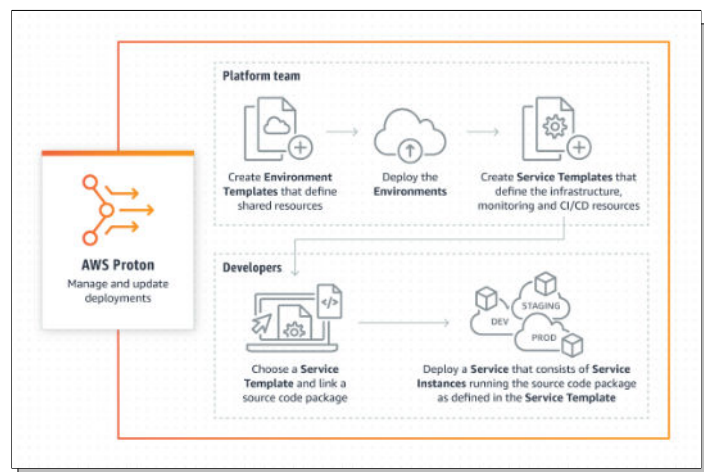 Platform team
Create Environment
Templates that define
shared resources
Deploy the
Environments
Create Service Templates that
define the infrastructure,
monitoring and CI/CD resources
AWS Proton
Manage and update
deployments
Developers
</>
Choose a Service
Template and link a
source code package
DEV
STAGING
PROD
Deploy a Service that consists of Service
Instances running the source code package
as defined in the Service Template